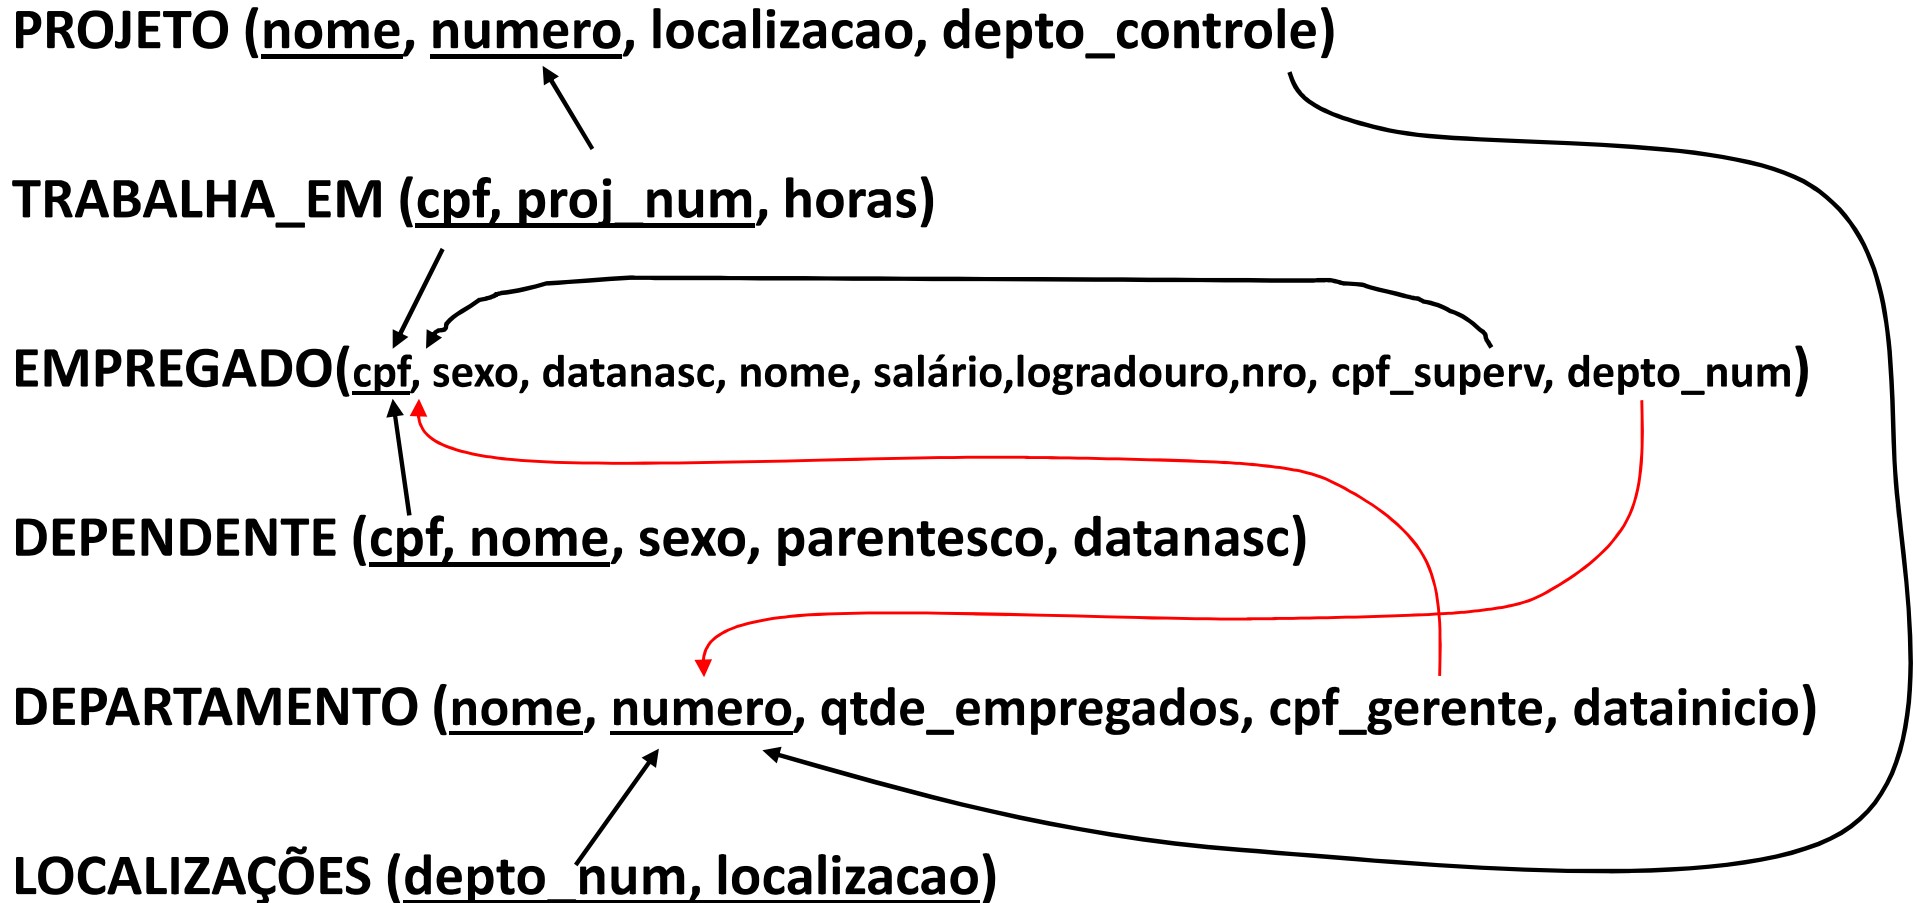 PROJETO (nome, numero, localizacao, depto_controle)
TRABALHA_EM (cpf, proj_num, horas)
EMPREGADO(cpf, sexo, datanasc, nome, salário,logradouro,nro, cpf_superv, depto_num)
DEPENDENTE (cpf, nome, sexo, parentesco, datanasc)
DEPARTAMENTO (nome, numero, qtde_empregados, cpf_gerente, datainicio)
LOCALIZAÇÕES (depto_num, localizacao)